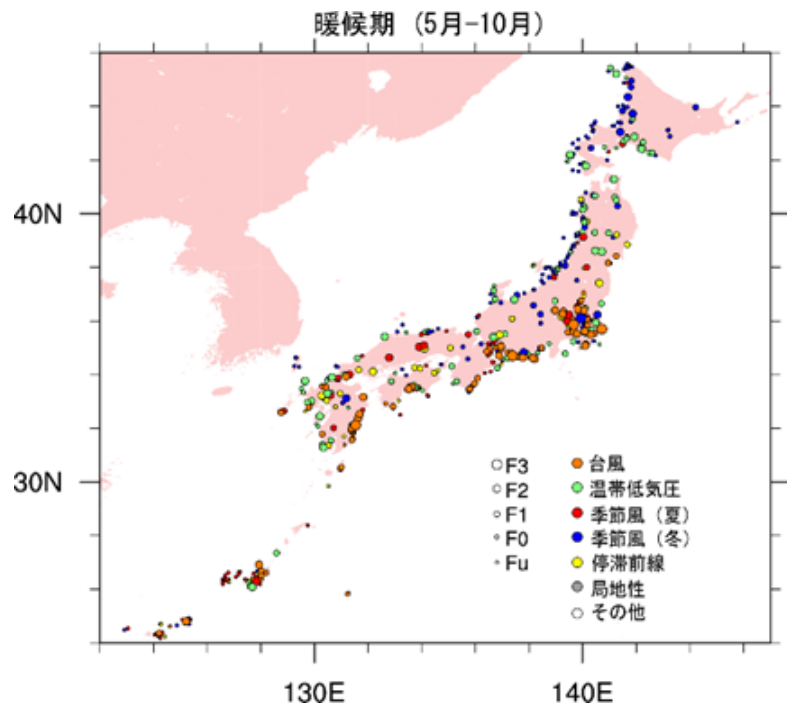 暖候期 (5月-10月)
40N
30N
F3
F2
F1
F0
Fu
台風
温帯低気圧
季節風 (夏)
季節風 (冬)
停滞前線
局地性
その他
130E
140E